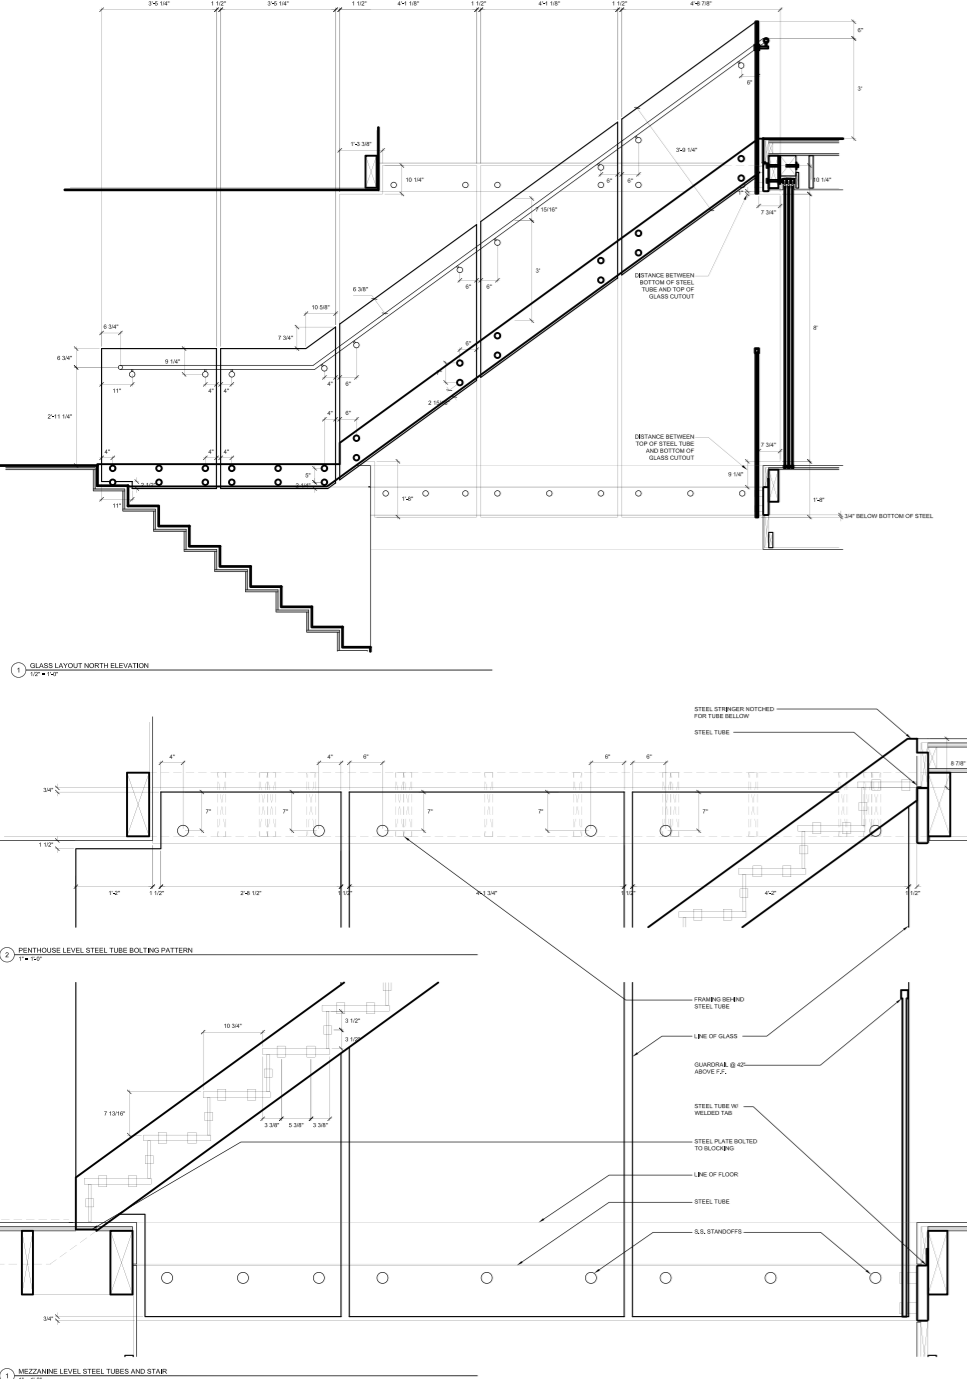 3'-5 1/4"
1 1/2"
3'-5 1/4"
1 1/2"
4'-1 1/8"
1 1/2"
4'-1 1/8"
1 1/2"
4'-8 7/8"
6"
3'
6"
1'-3 3/8"
3'-9 1/4"
10 1/4"
10 1/4"
6"
6"
1"
7 15/16"
7 3/4"
3'
DISTANCE BETWEEN
BOTTOM OF STEEL
TUBE AND TOP OF
GLASS CUTOUT
6"
6"
6 3/8"
10 5/8"
6 3/4"
7 3/4"
8'
6 3/4"
9 1/4"
6"
11"
4"
4"
4"
6"
2'-11 1/4"
4"
6"
DISTANCE BETWEEN
TOP OF STEEL TUBE
AND BOTTOM OF
GLASS CUTOUT
7 3/4"
4"
4"
4"
5"
9 1/4"
2 1/2"
11"
1'-8"
1'-8"
3/4" BELOW BOTTOM OF STEEL
1
GLASS LAYOUT NORTH ELEVATION
1/2" = 1'-0"
STEEL STRINGER NOTCHED
FOR TUBE BELLOW
STEEL TUBE
4"
4"
6"
6"
6"
8 7/8"
3/4"
7"
7"
7"
7"
7"
1 1/2"
1'-2"
1 1/2"
2'-8 1/2"
1 1/2"
4'-1 3/4"
1 1/2"
4'-2"
1 1/2"
2
PENTHOUSE LEVEL STEEL TUBE BOLTING PATTERN
1" = 1'-0"
FRAMING BEHIND
STEEL TUBE
10 3/4"
3 1/2"
3 1/2"
LINE OF GLASS
GUARDRAIL @ 42"
ABOVE F.F.
7 13/16"
3 3/8"
5 3/8"
3 3/8"
STEEL TUBE W/
WELDED TAB
STEEL PLATE BOLTED
TO BLOCKING
LINE OF FLOOR
STEEL TUBE
S.S. STANDOFFS
3/4"
1
MEZZANINE LEVEL STEEL TUBES AND STAIR